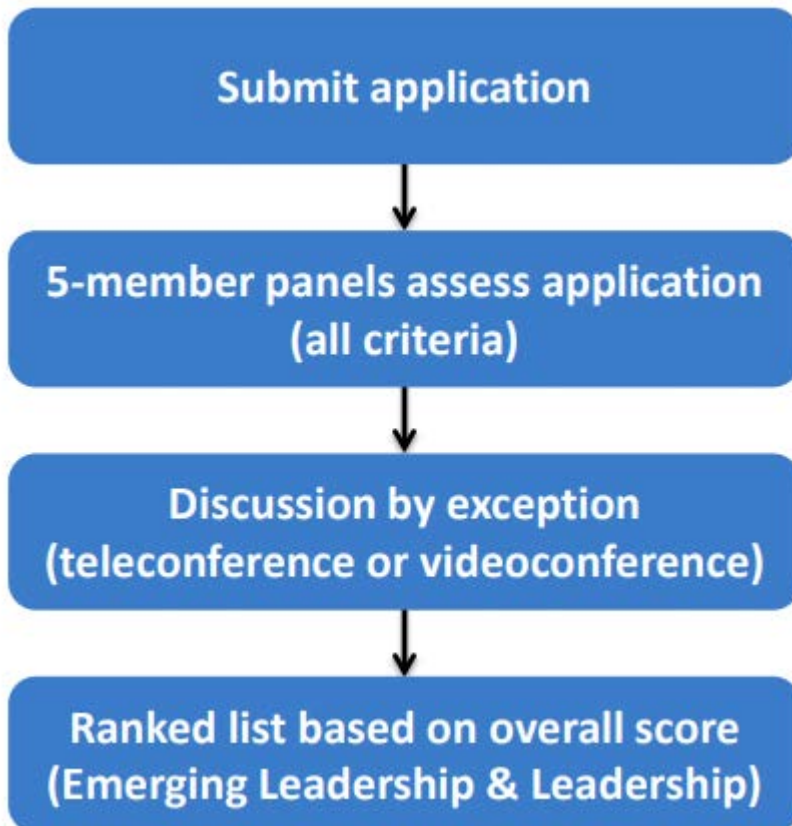 Submit application
5-member panels assess application
(all criteria)
Discussion by exception
(teleconference or videoconference)
Ranked list based on overall score
(Emerging Leadership & Leadership)